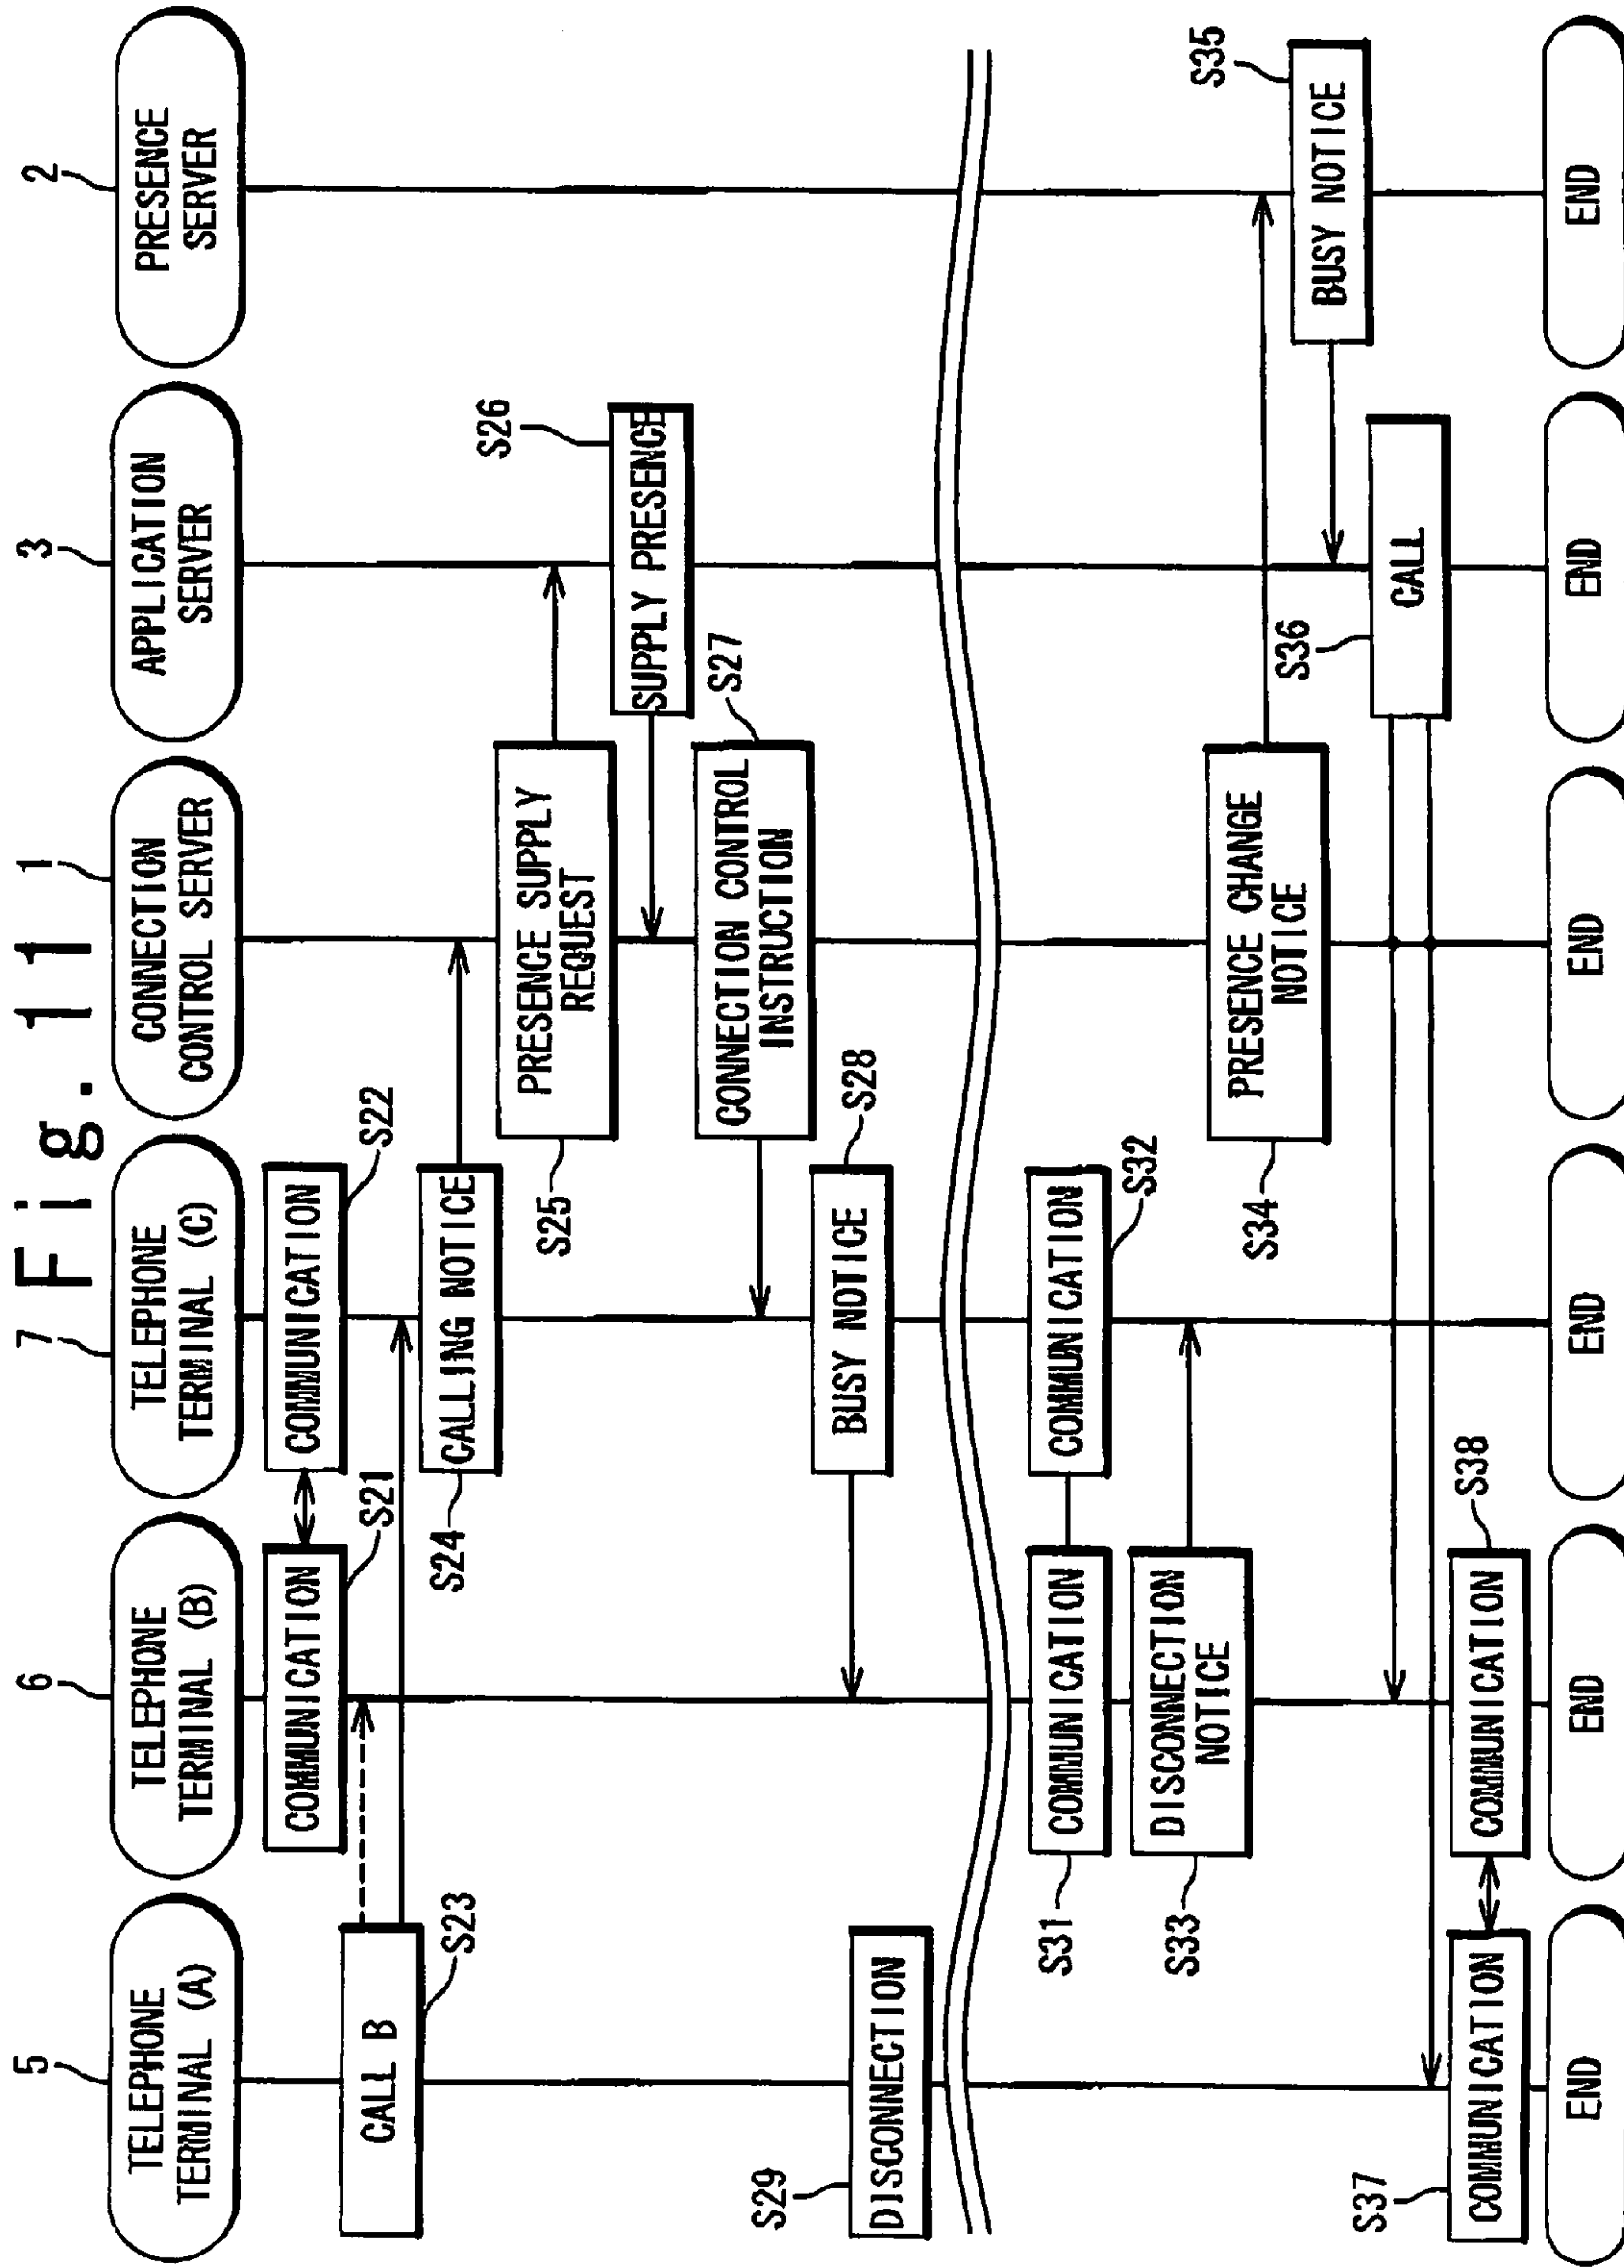 Fig. 11
5
6
7
1
3
2
TELEPHONE
TERMINAL (A)
TELEPHONE
TERMINAL (B)
TELEPHONE
TERMINAL (C)
CONNECTION
CONTROL SERVER
APPLICATION
SERVER
PRESENCE
SERVER
COMMUNICATION
S21
COMMUNICATION
S22
CALL B
S23
S24
CALLING NOTICE
PRESENCE SUPPLY
REQUEST
S25
S26
SUPPLY PRESENCE
S27
CONNECTION CONTROL
INSTRUCTION
S28
BUSY NOTICE
S29
DISCONNECTION
S31
COMMUNICATION
COMMUNICATION
S32
S33
DISCONNECTION
NOTICE
PRESENCE CHANGE
NOTICE
S34
S35
BUSY NOTICE
S36
CALL
S37
COMMUNICATION
COMMUNICATION
S38
END
END
END
END
END
END